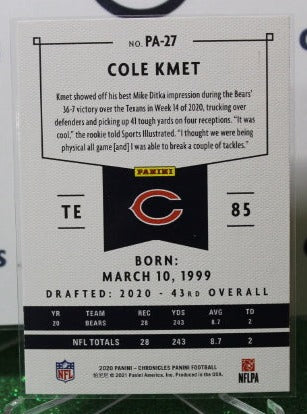 NO. PA-27
COLE KMET
Kmet showed off his best Mike Ditka impression during the Bears'
36-7 victory over the Texans in Week 14 of 2020, trucking over
defenders and picking up 41 tough yards on four receptions. "It was
cool," the rookie told Sports Illustrated. "I thought we were being
physical all game [and] I was able to break a couple of tackles."
PANINI
TE
C
85
BORN:
MARCH 10, 1999
DRAFTED: 2020 - 43RD OVERALL
YR TEAM REC YDS AVG TD
20 BEARS 28 243 8.7 2
NFL TOTALS 28 243 8.7 2
2020 PANINI - CHRONICLES PANINI FOOTBALL
© 2021 Panini America, Inc. Produced in the USA.
NFL
NFLPA